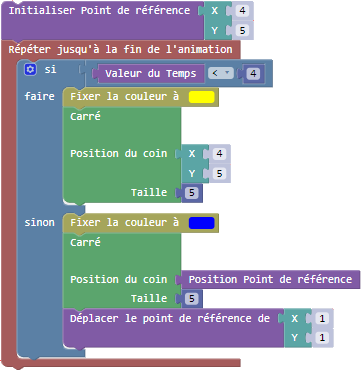 Initialiser Point de référence X 4
Y 5
Répéter jusqu'à la fin de l'animation
si Valeur du Temps < 4
faire Fixer la couleur à
Carré
Position du coin X 4
Y 5
Taille 5
sinon Fixer la couleur à
Carré
Position du coin Position Point de référence
Taille 5
Déplacer le point de référence de X 1
Y 1